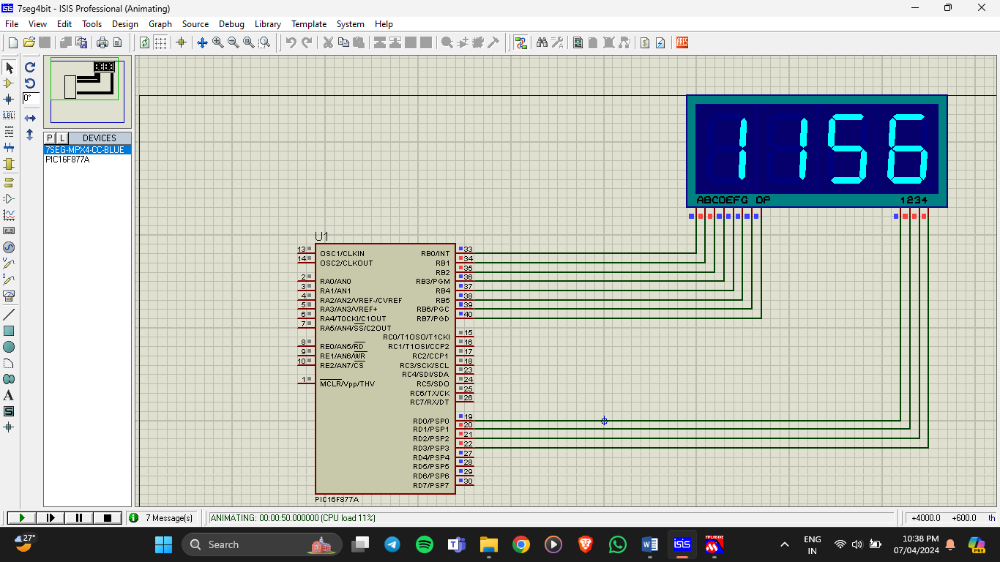 7seg4bit - ISIS Professional (Animating)
File View Edit Tools Design Graph Source Debug Library Template System Help
0°
LBL
A
ARES
P L DEVICES
7SEG-MPX4-CC-BLUE
PIC16F877A
1156
ABCDEFG DP 1234
U1
13 OSC1/CLKIN RB0/INT 33
14 OSC2/CLKOUT RB1 34
RB2 35
2 RA0/AN0 RB3/PGM 36
3 RA1/AN1 RB4 37
4 RA2/AN2/VREF-/CVREF RB5 38
5 RA3/AN3/VREF+ RB6/PGC 39
6 RA4/T0CKI/C1OUT RB7/PGD 40
7 RA5/AN4/SS/C2OUT
RC0/T1OSO/T1CKI 15
8 RE0/AN5/RD RC1/T1OSI/CCP2 16
9 RE1/AN6/WR RC2/CCP1 17
10 RE2/AN7/CS RC3/SCK/SCL 18
RC4/SDI/SDA 23
1 MCLR/Vpp/THV RC5/SDO 24
RC6/TX/CK 25
RC7/RX/DT 26
RD0/PSP0 19
RD1/PSP1 20
RD2/PSP2 21
RD3/PSP3 22
RD4/PSP4 27
RD5/PSP5 28
RD6/PSP6 29
RD7/PSP7 30
PIC16F877A
7 Message(s) ANIMATING: 00:00:50.000000 (CPU load 11%) +4000.0 +600.0 th
27° Search isis ENG 10:38 PM
IN 07/04/2024 PRE